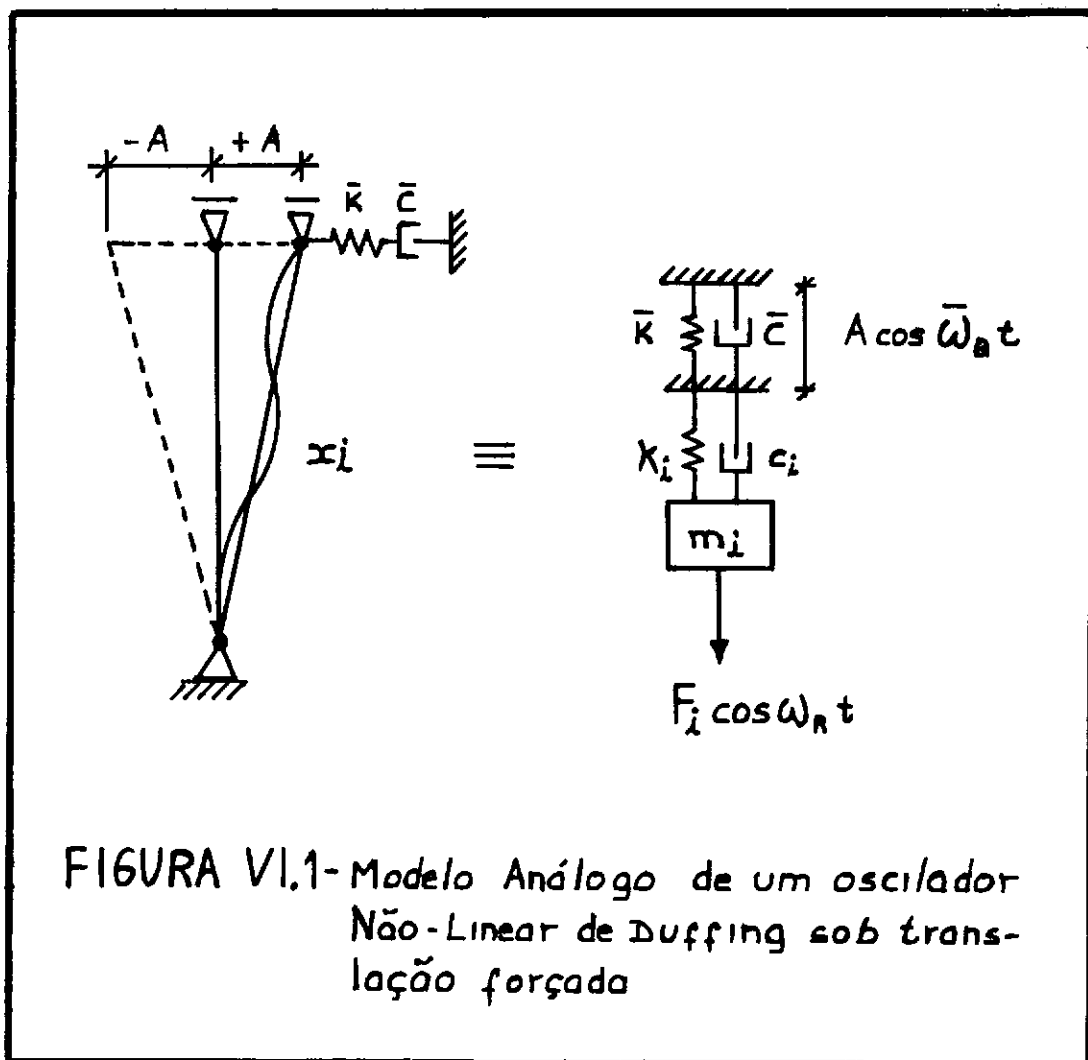 - A + A
K̄ C̄
xi ≡
K̄ C̄ A cos ω̄ₐ t
Kᵢ cᵢ
mᵢ
Fᵢ cos ωᵣ t
FIGURA VI.1- Modelo Análogo de um oscilador
Não-Linear de Duffing sob trans-
lação forçada